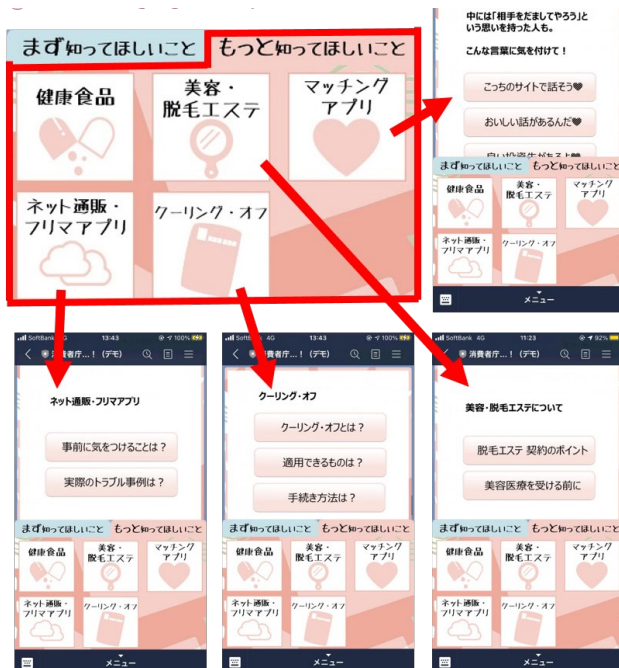 まず知ってほしいこと
もっと知ってほしいこと
健康食品
美容・
脱毛エステ
マッチング
アプリ
ネット通販・
フリマアプリ
クーリング・オフ
中には「相手をだましてやろう」と
いう思いを持った人も。
こんな言葉に気を付けて！
こっちのサイトで話そう♥
おいしい話があるんだ♥
まず知ってほしいこと
もっと知ってほしいこと
健康食品
美容・
脱毛エステ
マッチング
アプリ
ネット通販・
フリマアプリ
クーリング・オフ
メニュー
SoftBank 4G 13:43 100%
消費者庁...！（デモ）
ネット通販・フリマアプリ
事前に気をつけることは？
実際のトラブル事例は？
まず知ってほしいこと
もっと知ってほしいこと
健康食品
美容・
脱毛エステ
マッチング
アプリ
ネット通販・
フリマアプリ
クーリング・オフ
メニュー
SoftBank 4G 13:43 100%
消費者庁...！（デモ）
クーリング・オフ
クーリング・オフとは？
適用できるものは？
手続き方法は？
まず知ってほしいこと
もっと知ってほしいこと
健康食品
美容・
脱毛エステ
マッチング
アプリ
ネット通販・
フリマアプリ
クーリング・オフ
メニュー
SoftBank 4G 11:23 92%
消費者庁...！（デモ）
美容・脱毛エステについて
脱毛エステ 契約のポイント
美容医療を受ける前に
まず知ってほしいこと
もっと知ってほしいこと
健康食品
美容・
脱毛エステ
マッチング
アプリ
ネット通販・
フリマアプリ
クーリング・オフ
メニュー